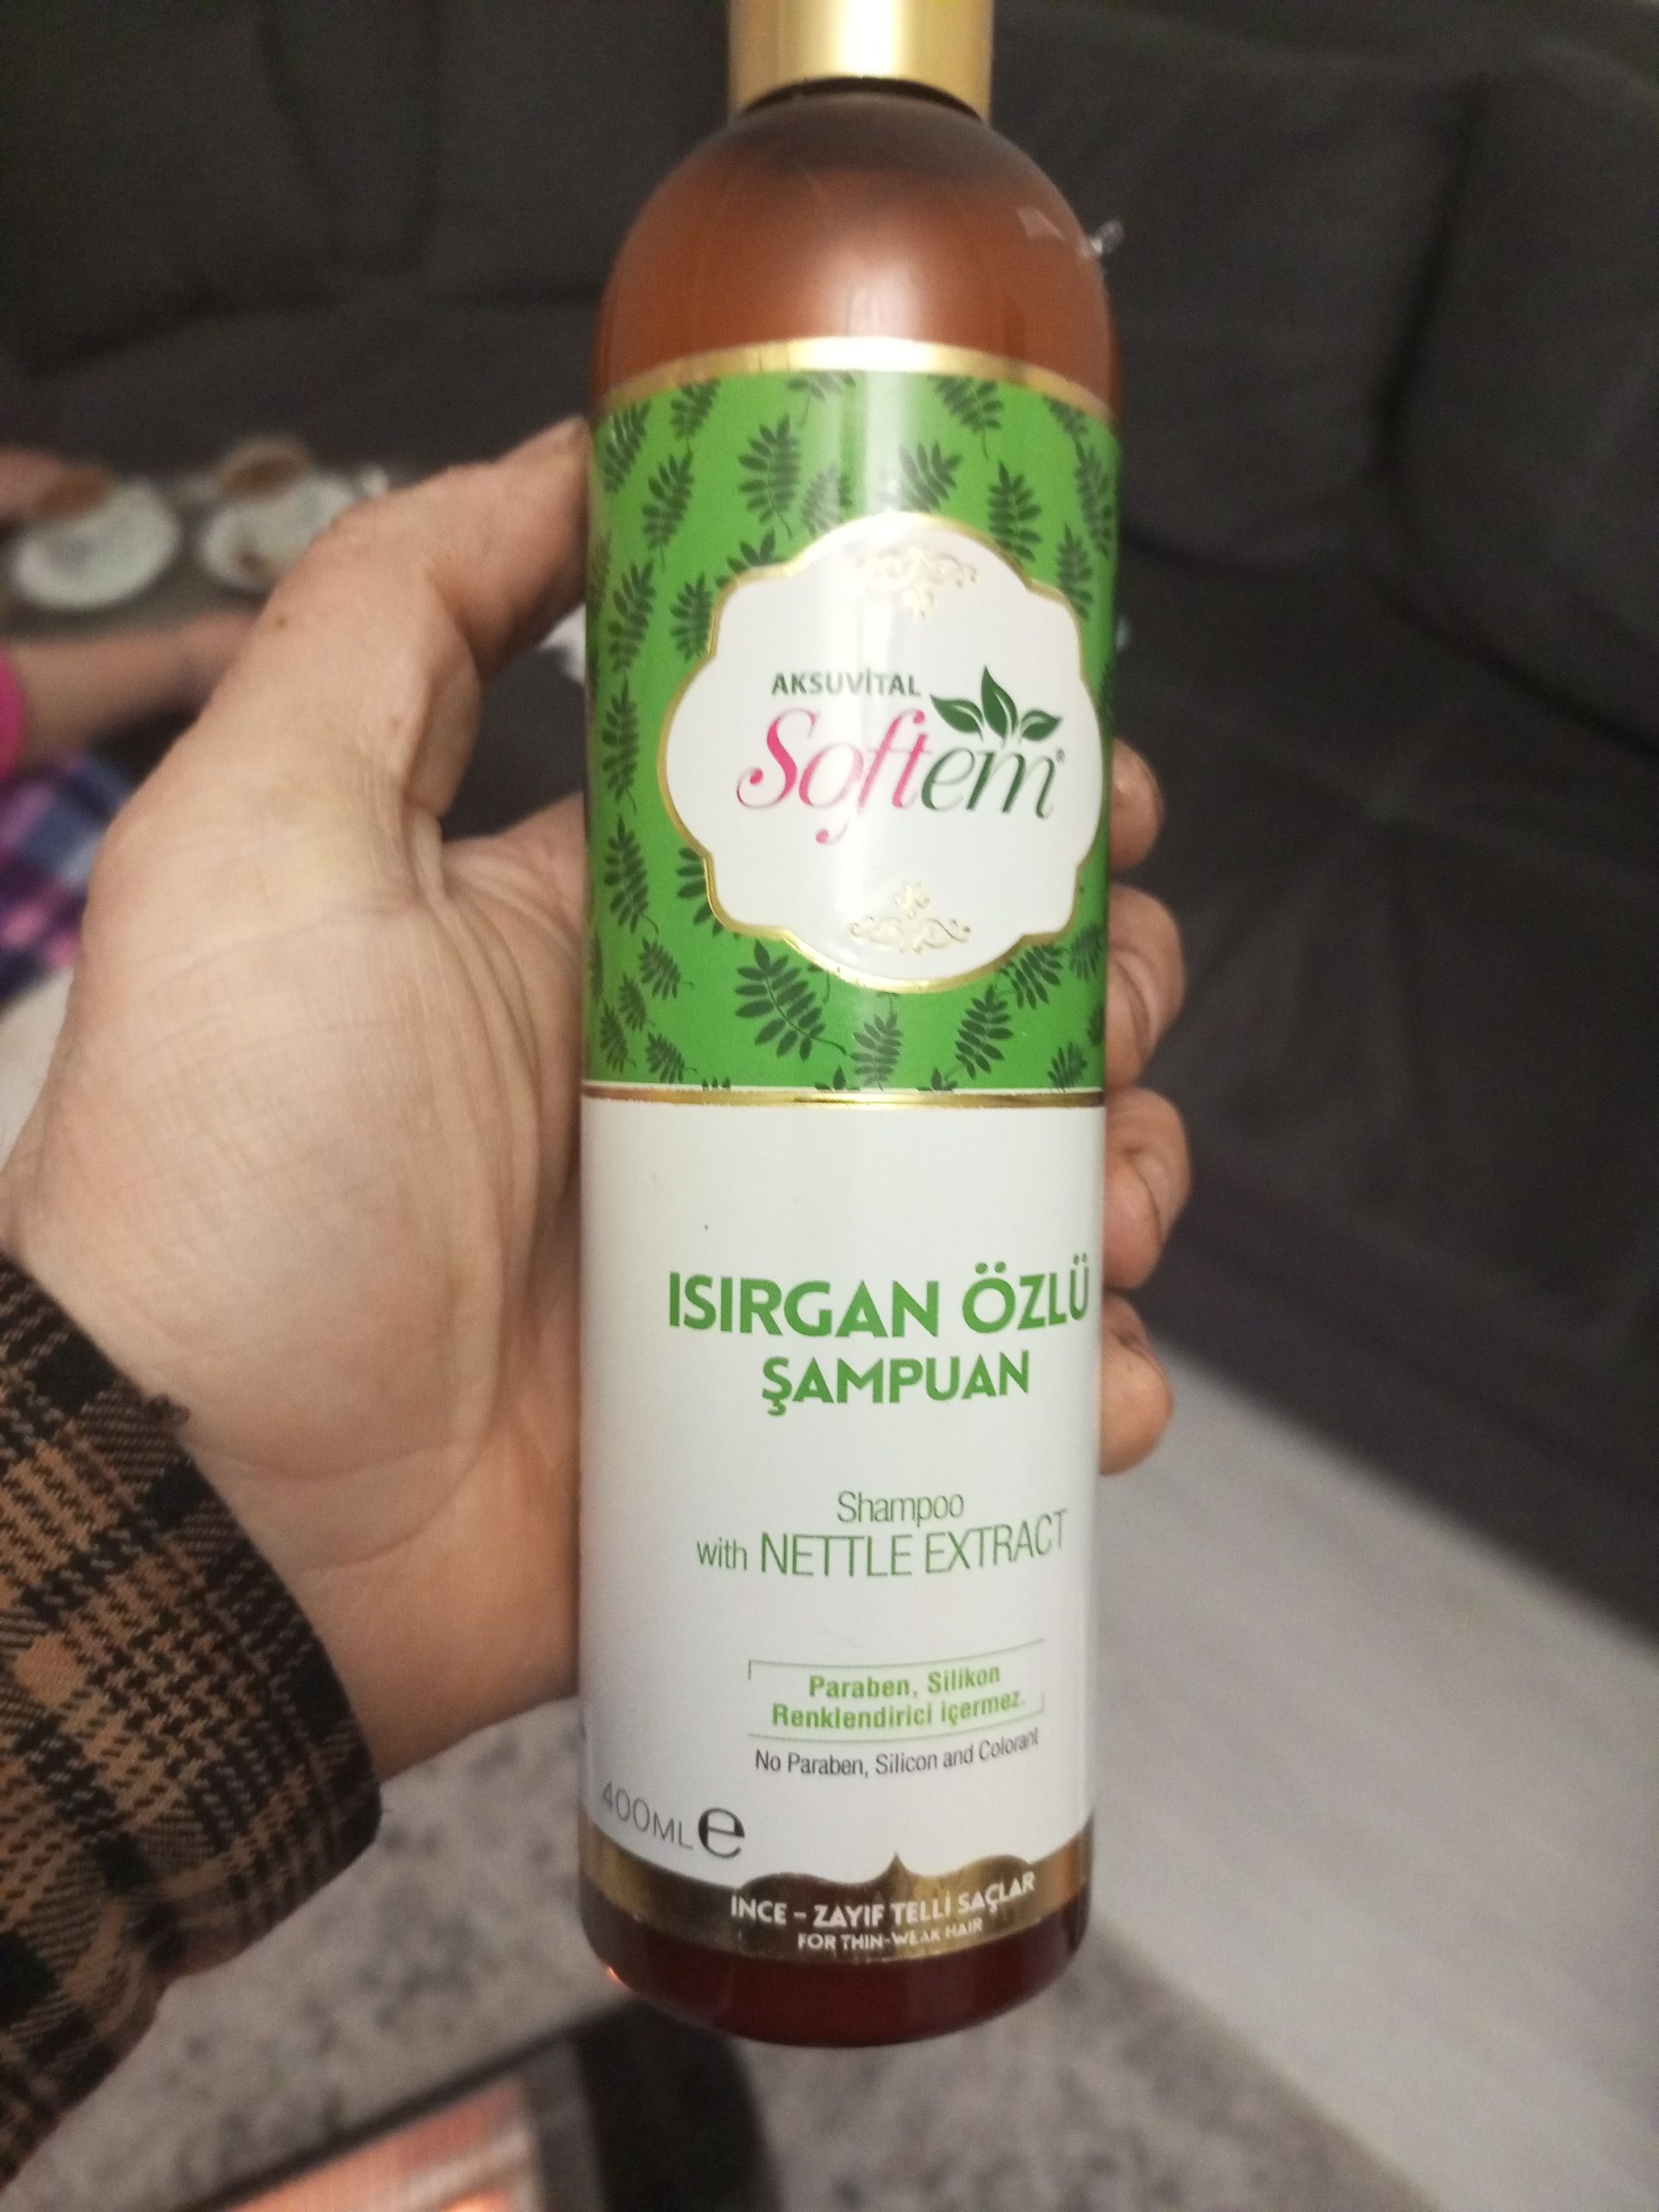 AKSUVİTAL
Softem®
ISIRGAN ÖZLÜ
ŞAMPUAN
Shampoo
with NETTLE EXTRACT
Paraben, Silikon
Renklendirici içermez.
No Paraben, Silicon and Colorant
400ML e
İNCE - ZAYIF TELLİ SAÇLAR
FOR THIN-WEAK HAIR